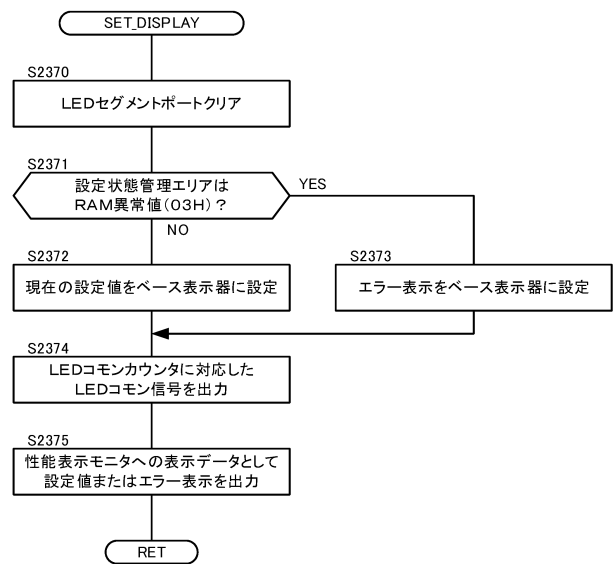 SET_DISPLAY
S2370
LEDセグメントポートクリア
S2371
設定状態管理エリアは
RAM異常値(03H)?
YES
NO
S2372
現在の設定値をベース表示器に設定
S2373
エラー表示をベース表示器に設定
S2374
LEDコモンカウンタに対応した
LEDコモン信号を出力
S2375
性能表示モニタへの表示データとして
設定値またはエラー表示を出力
RET